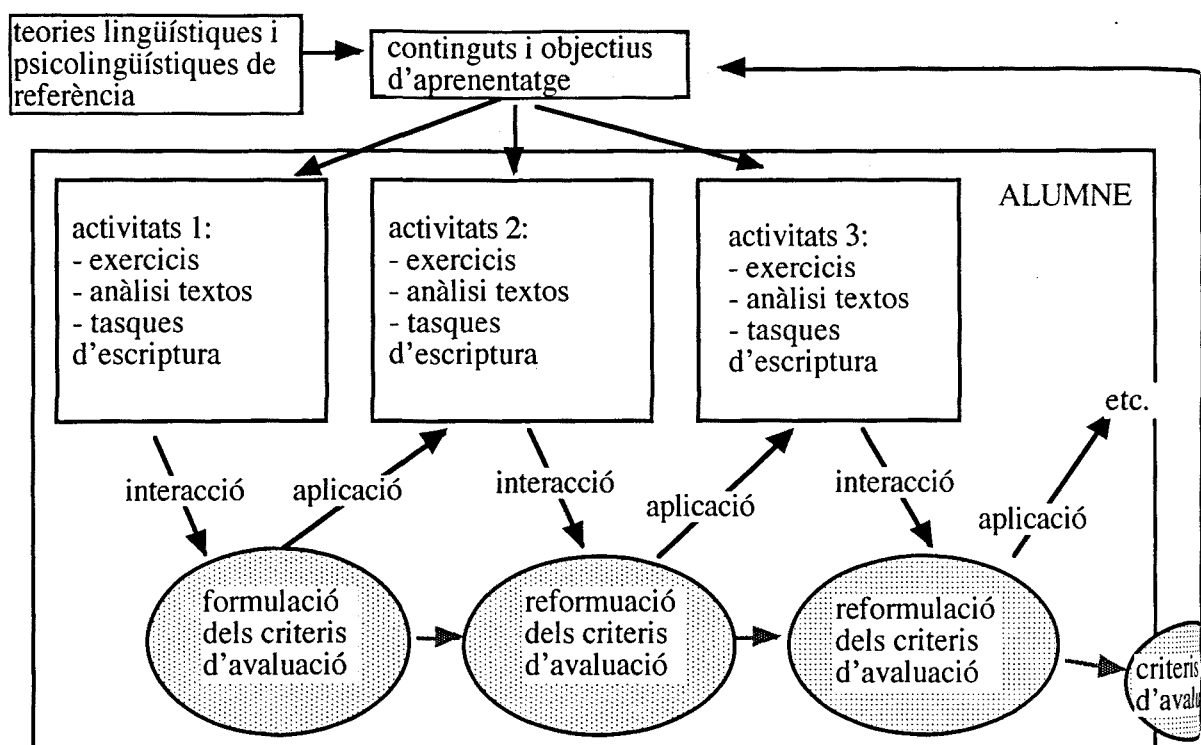 teories lingüístiques i
psicolingüístiques de
referència
continguts i objectius
d'aprenentatge
ALUMNE
activitats 1:
- exercicis
- anàlisi textos
- tasques
d'escriptura
activitats 2:
- exercicis
- anàlisi textos
- tasques
d'escriptura
activitats 3:
- exercicis
- anàlisi textos
- tasques
d'escriptura
etc.
interacció
aplicació
interacció
aplicació
interacció
aplicació
formulació
dels criteris
d'avaluació
reformuació
dels criteris
d'avaluació
reformulació
dels criteris
d'avaluació
criteris